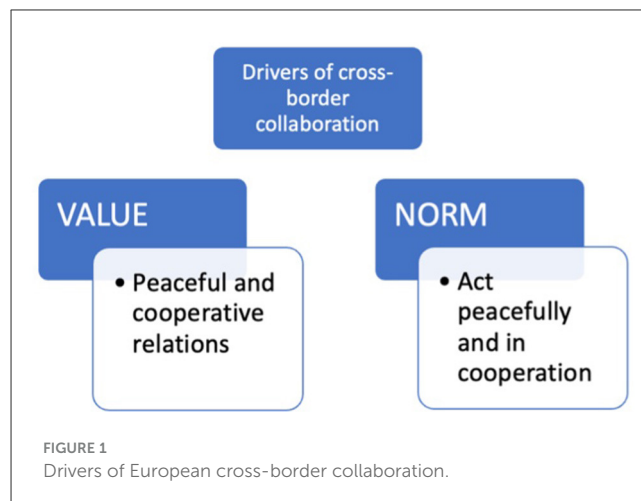 Drivers of cross-
border
collaboration
VALUE
• Peaceful and
cooperative
relations
NORM
• Act
peacefully
and in
cooperation
FIGURE 1
Drivers of European cross-border collaboration.